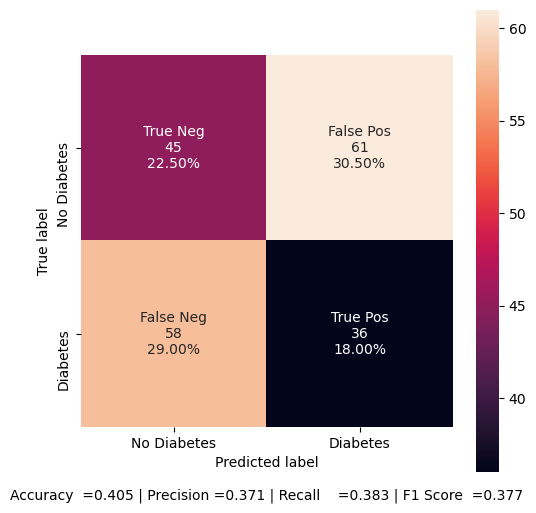 True Neg
45
22.50%
False Pos
61
30.50%
False Neg
58
29.00%
True Pos
36
18.00%
No Diabetes
Diabetes
True label
No Diabetes
Diabetes
Predicted label
60
55
50
45
40
Accuracy  =0.405 | Precision =0.371 | Recall    =0.383 | F1 Score  =0.377